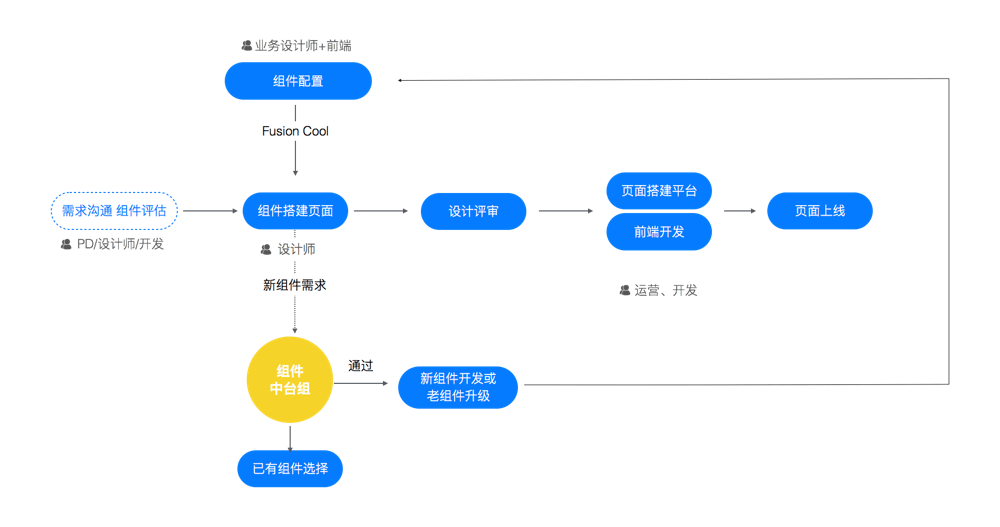 业务设计师+前端
组件配置
Fusion Cool
需求沟通 组件评估
PD/设计师/开发
组件搭建页面
设计师
设计评审
页面搭建平台
前端开发
运营、开发
页面上线
新组件需求
组件
中台组
通过
新组件开发或
老组件升级
已有组件选择